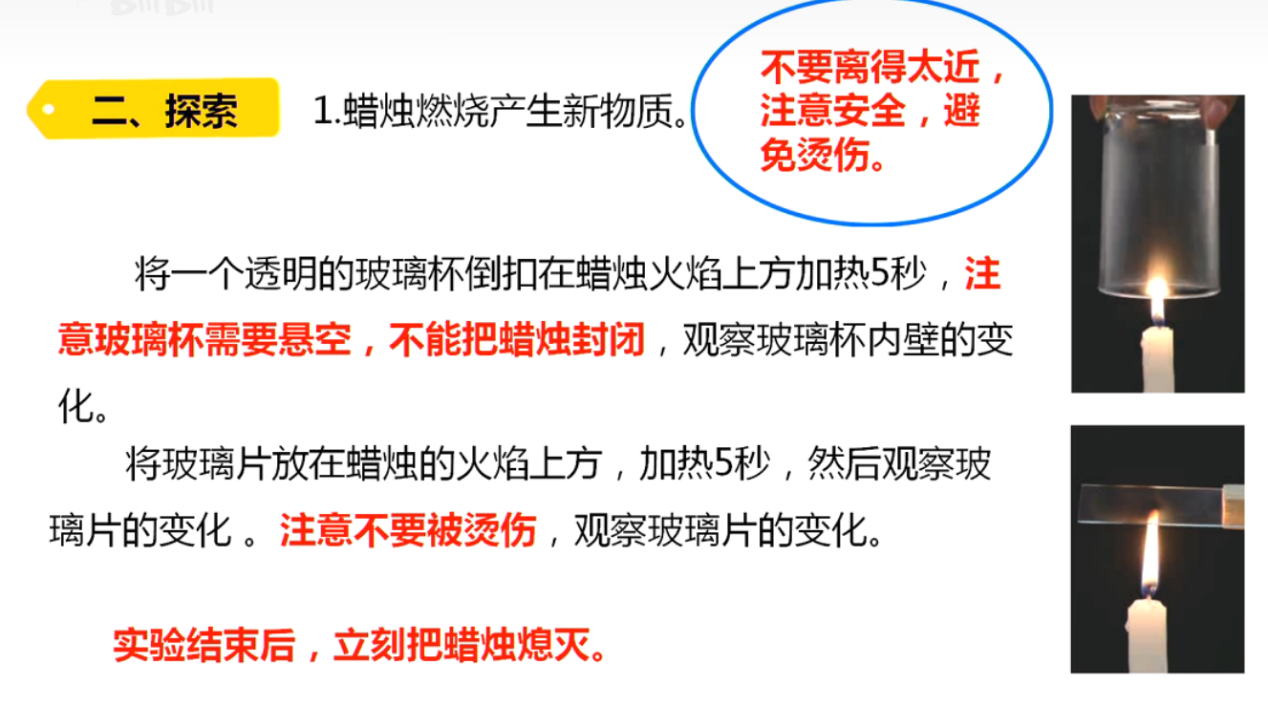 bilibili
二、探索
1.蜡烛燃烧产生新物质。
不要离得太近，
注意安全，避
免烫伤。
将一个透明的玻璃杯倒扣在蜡烛火焰上方加热5秒，注
意玻璃杯需要悬空，不能把蜡烛封闭，观察玻璃杯内壁的变
化。
将玻璃片放在蜡烛的火焰上方，加热5秒，然后观察玻
璃片的变化 。注意不要被烫伤，观察玻璃片的变化。
实验结束后，立刻把蜡烛熄灭。